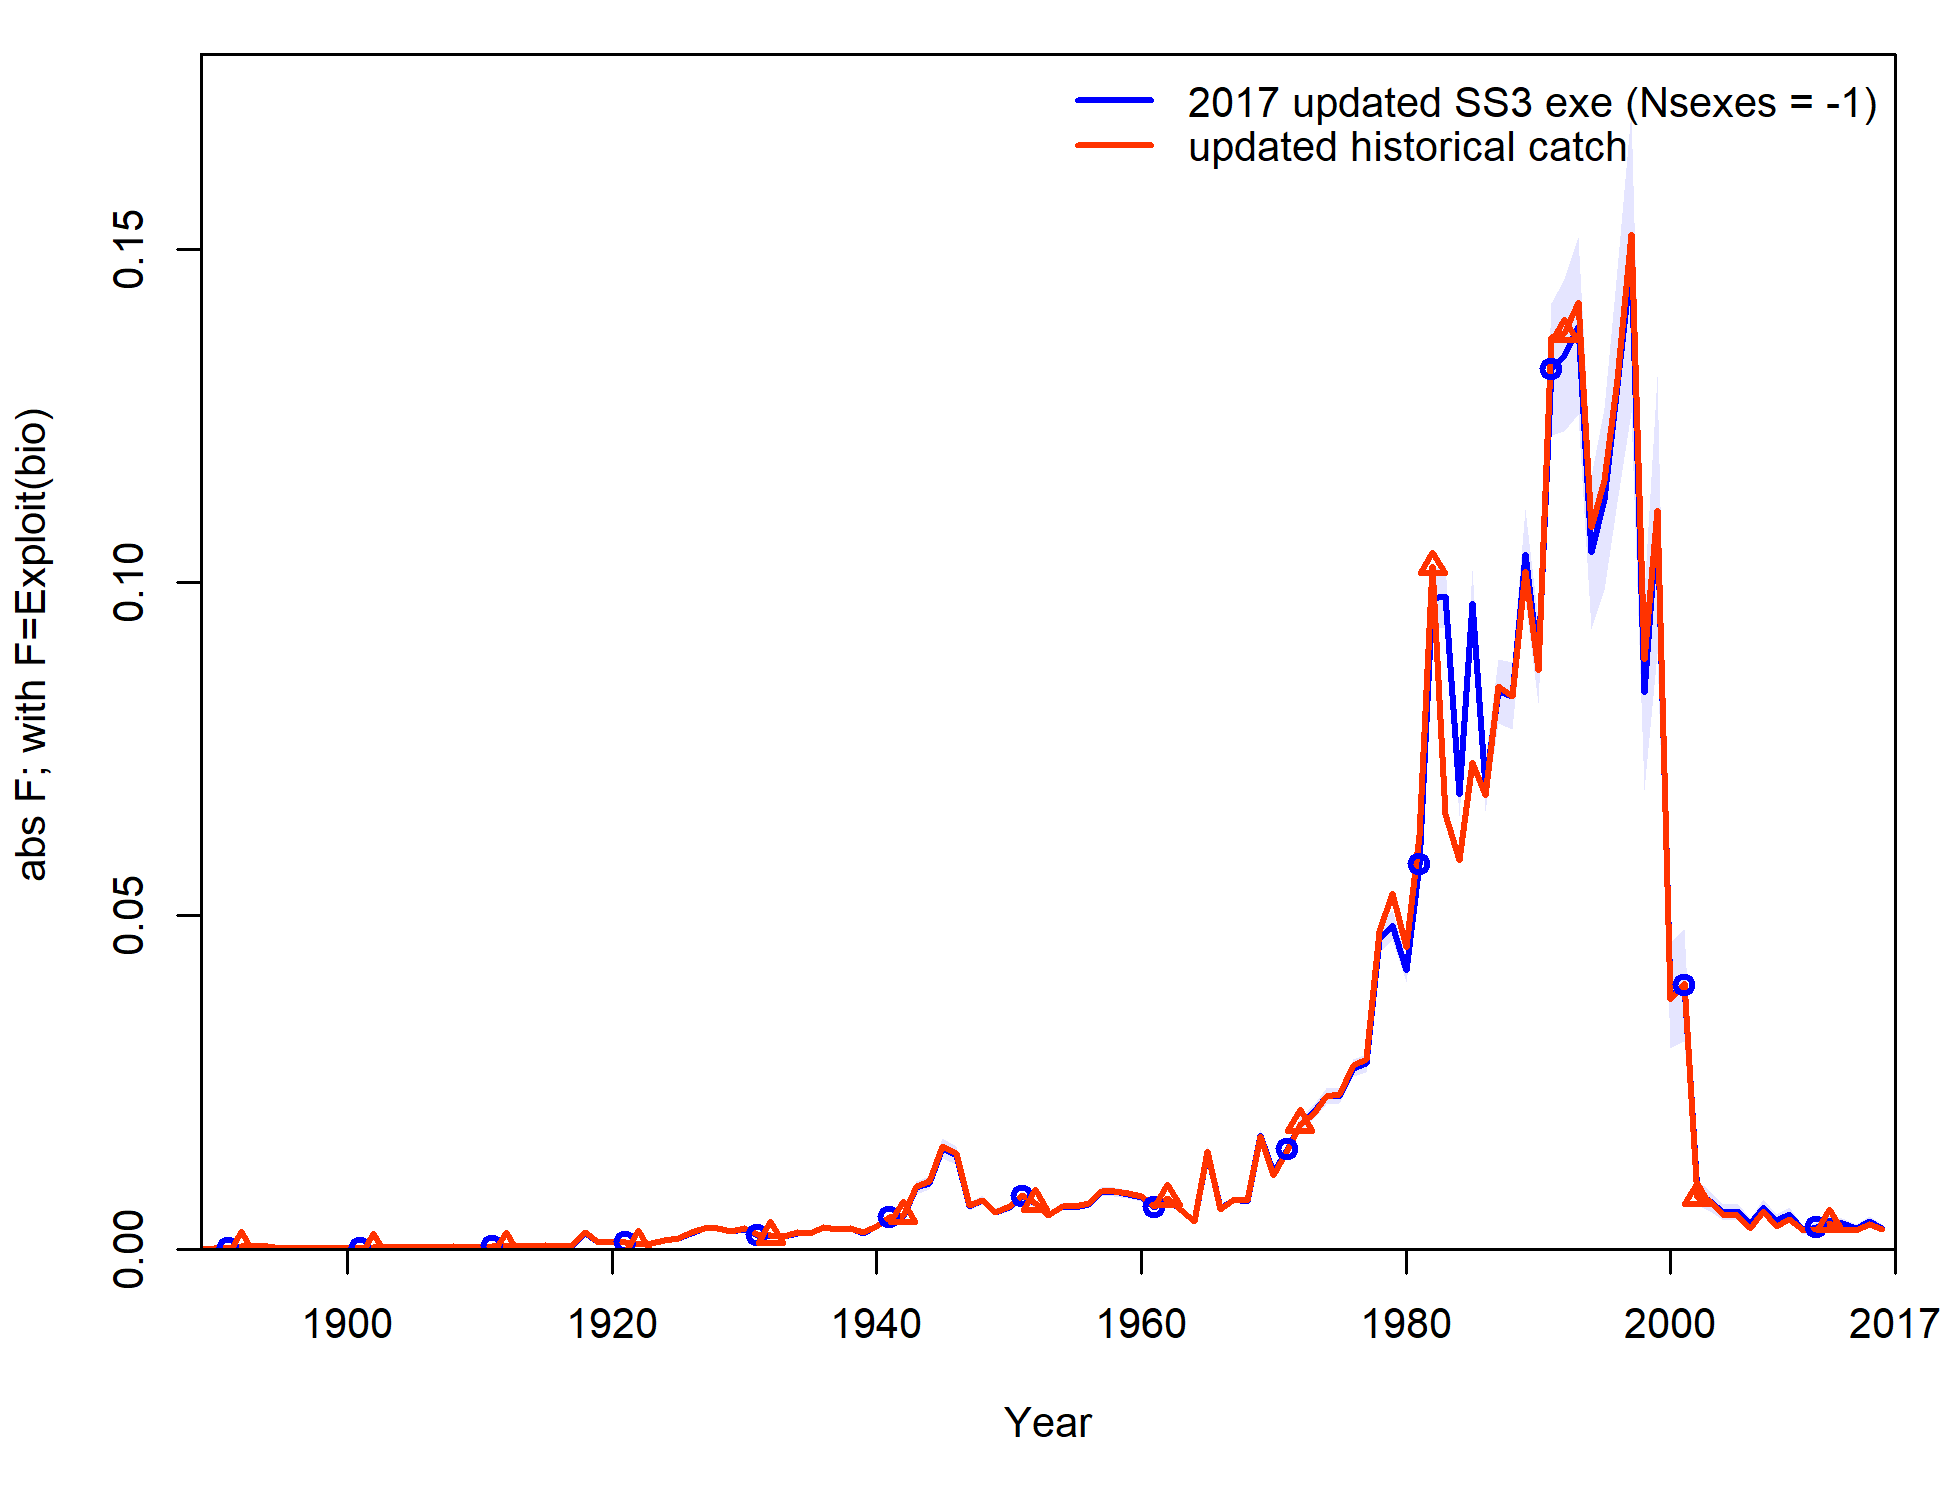 2017 updated SS3 exe (Nsexes = -1)
updated historical catch
abs F; with F=Exploit(bio)
0.15
0.10
0.05
0.00
1900 1920 1940 1960 1980 2000 2017
Year